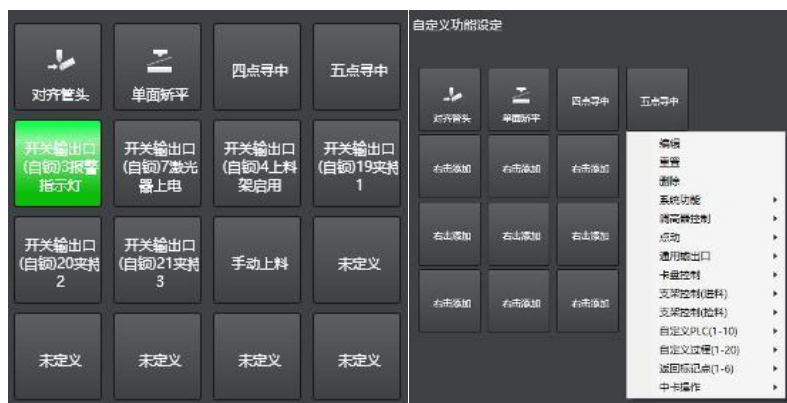 对齐管头
单面矫平
四点寻中
五点寻中
开关输出口
(自锁)3报警
指示灯
开关输出口
(自锁)7激光
器上电
开关输出口
(自锁)4上料
架启用
开关输出口
(自锁)19夹持
1
开关输出口
(自锁)20夹持
2
开关输出口
(自锁)21夹持
3
手动上料
未定义
未定义
未定义
未定义
未定义
自定义功能设定
对齐管头
单面矫平
四点寻中
五点寻中
右击添加
右击添加
右击添加
右击添加
右击添加
右击添加
右击添加
右击添加
右击添加
编辑
重置
删除
系统功能
调高器控制
点动
通用输出口
卡盘控制
支架控制(进料)
支架控制(拾料)
自定义PLC(1-10)
自定义过程(1-20)
返回标记点(1-6)
中卡操作